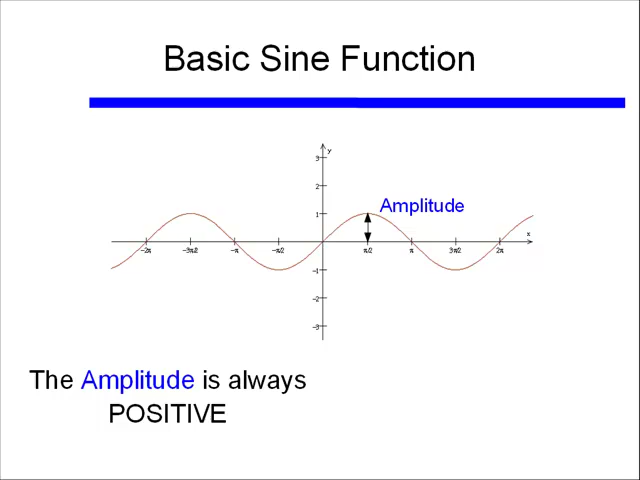 Basic Sine Function
y
3
2
Amplitude
1
x
-2π -3π/2 -π -π/2 π/2 π 3π/2 2π
-1
-2
-3
The Amplitude is always
POSITIVE